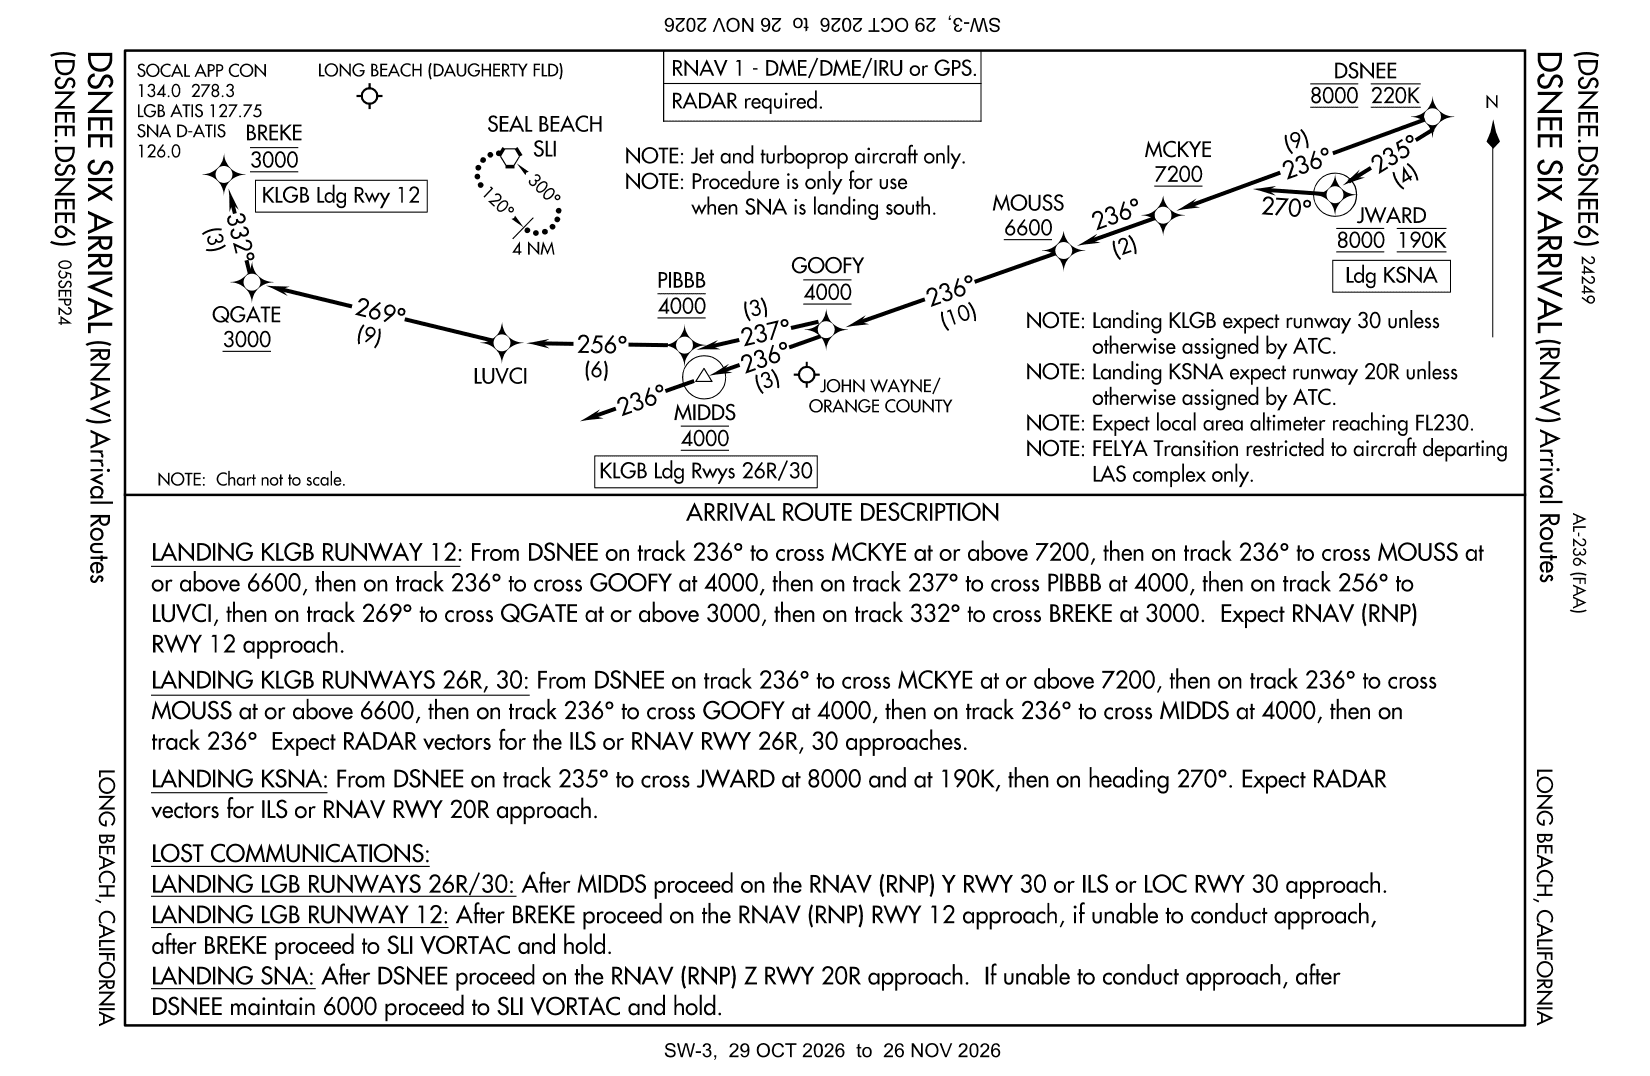 SW-3, 29 OCT 2026 to 26 NOV 2026
(DSNEE.DSNEE6) 05SEP24
DSNEE SIX ARRIVAL (RNAV) Arrival Routes
LONG BEACH, CALIFORNIA
SOCAL APP CON
134.0 278.3
LGB ATIS 127.75
SNA D-ATIS
126.0
LONG BEACH (DAUGHERTY FLD)
RNAV 1 - DME/DME/IRU or GPS.
RADAR required.
DSNEE
8000 220K
N
BREKE
3000
KLGB Ldg Rwy 12
SEAL BEACH
SLI
300°
120°
4 NM
NOTE: Jet and turboprop aircraft only.
NOTE: Procedure is only for use
when SNA is landing south.
MCKYE
7200
(9)
236°
235°
(4)
270°
JWARD
8000 190K
Ldg KSNA
MOUSS
6600
236°
(2)
332°
(3)
QGATE
3000
269°
(9)
LUVCI
256°
(6)
PIBBB
4000
GOOFY
4000
(3)
237°
236°
(3)
236°
(10)
236°
MIDDS
4000
KLGB Ldg Rwys 26R/30
JOHN WAYNE/
ORANGE COUNTY
NOTE: Landing KLGB expect runway 30 unless
otherwise assigned by ATC.
NOTE: Landing KSNA expect runway 20R unless
otherwise assigned by ATC.
NOTE: Expect local area altimeter reaching FL230.
NOTE: FELYA Transition restricted to aircraft departing
LAS complex only.
NOTE: Chart not to scale.
ARRIVAL ROUTE DESCRIPTION
LANDING KLGB RUNWAY 12: From DSNEE on track 236° to cross MCKYE at or above 7200, then on track 236° to cross MOUSS at
or above 6600, then on track 236° to cross GOOFY at 4000, then on track 237° to cross PIBBB at 4000, then on track 256° to
LUVCI, then on track 269° to cross QGATE at or above 3000, then on track 332° to cross BREKE at 3000. Expect RNAV (RNP)
RWY 12 approach.
LANDING KLGB RUNWAYS 26R, 30: From DSNEE on track 236° to cross MCKYE at or above 7200, then on track 236° to cross
MOUSS at or above 6600, then on track 236° to cross GOOFY at 4000, then on track 236° to cross MIDDS at 4000, then on
track 236° Expect RADAR vectors for the ILS or RNAV RWY 26R, 30 approaches.
LANDING KSNA: From DSNEE on track 235° to cross JWARD at 8000 and at 190K, then on heading 270°. Expect RADAR
vectors for ILS or RNAV RWY 20R approach.
LOST COMMUNICATIONS:
LANDING LGB RUNWAYS 26R/30: After MIDDS proceed on the RNAV (RNP) Y RWY 30 or ILS or LOC RWY 30 approach.
LANDING LGB RUNWAY 12: After BREKE proceed on the RNAV (RNP) RWY 12 approach, if unable to conduct approach,
after BREKE proceed to SLI VORTAC and hold.
LANDING SNA: After DSNEE proceed on the RNAV (RNP) Z RWY 20R approach. If unable to conduct approach, after
DSNEE maintain 6000 proceed to SLI VORTAC and hold.
DSNEE SIX ARRIVAL (RNAV) Arrival Routes
LONG BEACH, CALIFORNIA
(DSNEE.DSNEE6) 24249
AL-236 (FAA)
SW-3, 29 OCT 2026 to 26 NOV 2026